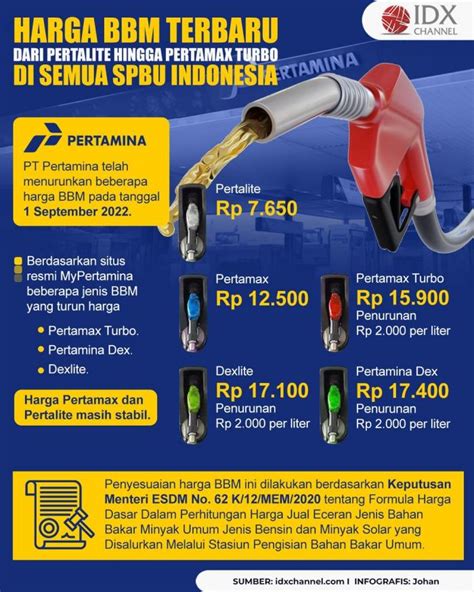 HARGA BBM TERBARU
DARI PERTALITE HINGGA PERTAMAX TURBO
DI SEMUA SPBU INDONESIA
IDX
CHANNEL
PERTAMINA
PERTAMINA
PT Pertamina telah
menurunkan beberapa
harga BBM pada tanggal
1 September 2022.
Pertalite
Rp 7.650
Berdasarkan situs
resmi MyPertamina
beberapa jenis BBM
yang turun harga
• Pertamax Turbo.
• Pertamina Dex.
• Dexlite.
Harga Pertamax dan
Pertalite masih stabil.
Pertamax
Rp 12.500
Pertamax Turbo
Rp 15.900
Penurunan
Rp 2.000 per liter
Dexlite
Rp 17.100
Penurunan
Rp 2.000 per liter
Pertamina Dex
Rp 17.400
Penurunan
Rp 2.000 per liter
Penyesuaian harga BBM ini dilakukan berdasarkan Keputusan
Menteri ESDM No. 62 K/12/MEM/2020 tentang Formula Harga
Dasar Dalam Perhitungan Harga Jual Eceran Jenis Bahan
Bakar Minyak Umum Jenis Bensin dan Minyak Solar yang
Disalurkan Melalui Stasiun Pengisian Bahan Bakar Umum.
SUMBER: idxchannel.com I INFOGRAFIS: Johan